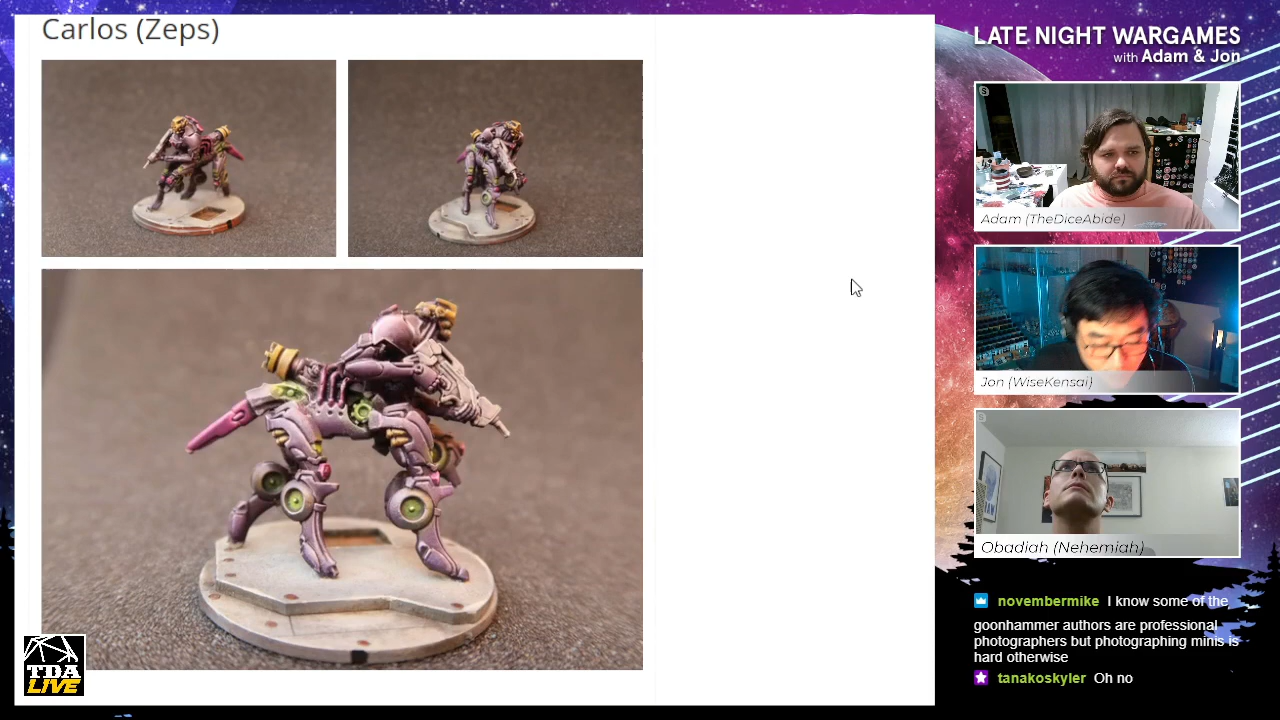 Carlos (Zeps)
LATE NIGHT WARGAMES
with Adam & Jon
Adam (TheDiceAbide)
Jon (WiseKensai)
Obadiah (Nehemiah)
novembermike I know some of the
goonhammer authors are professional
photographers but photographing minis is
hard otherwise
tanakoskyler Oh no
TDA
LIVE